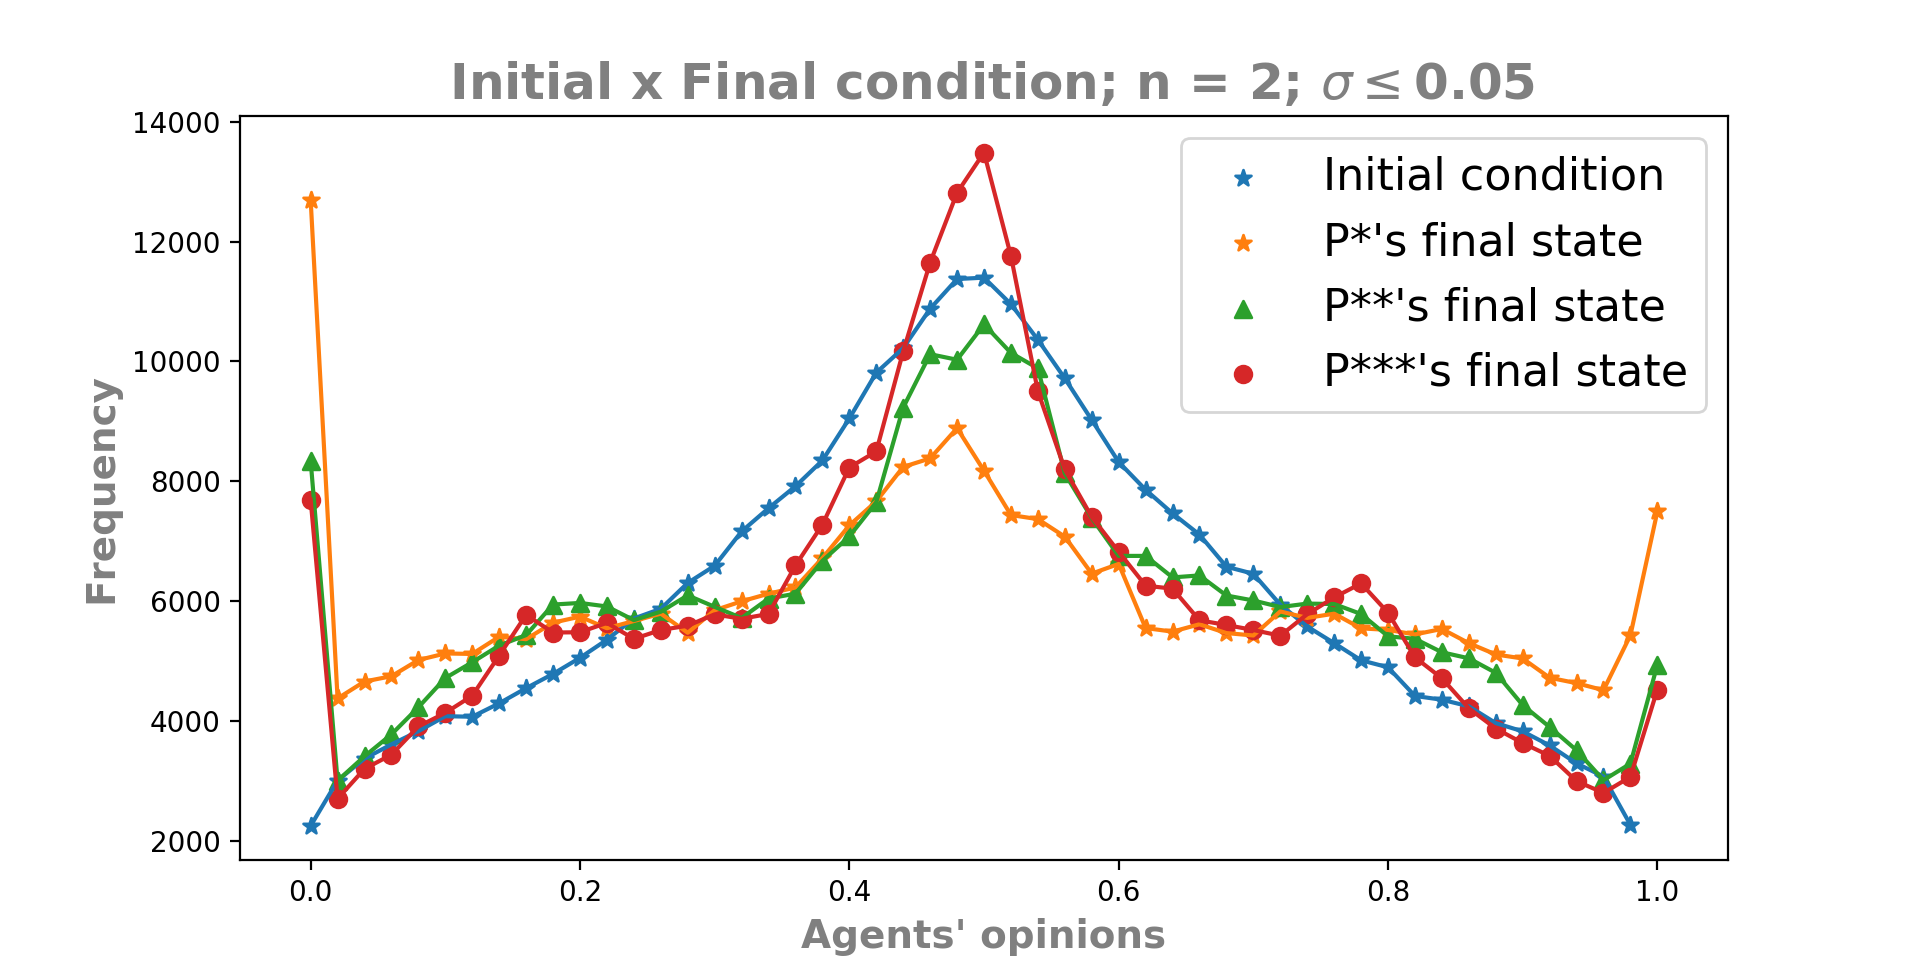 Initial x Final condition; n = 2; σ ≤ 0.05
14000
12000
10000
8000
6000
4000
2000
Frequency
Initial condition
P*'s final state
P**'s final state
P***'s final state
0.0 0.2 0.4 0.6 0.8 1.0
Agents' opinions